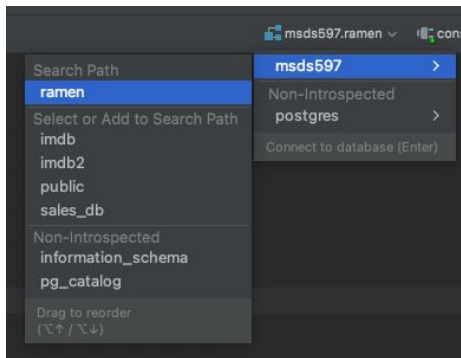 msds597.ramen
con
Search Path
ramen
Select or Add to Search Path
imdb
imdb2
public
sales_db
Non-Introspected
information_schema
pg_catalog
Drag to reorder
(⌥↑ / ⌥↓)
msds597
Non-Introspected
postgres
Connect to database (Enter)